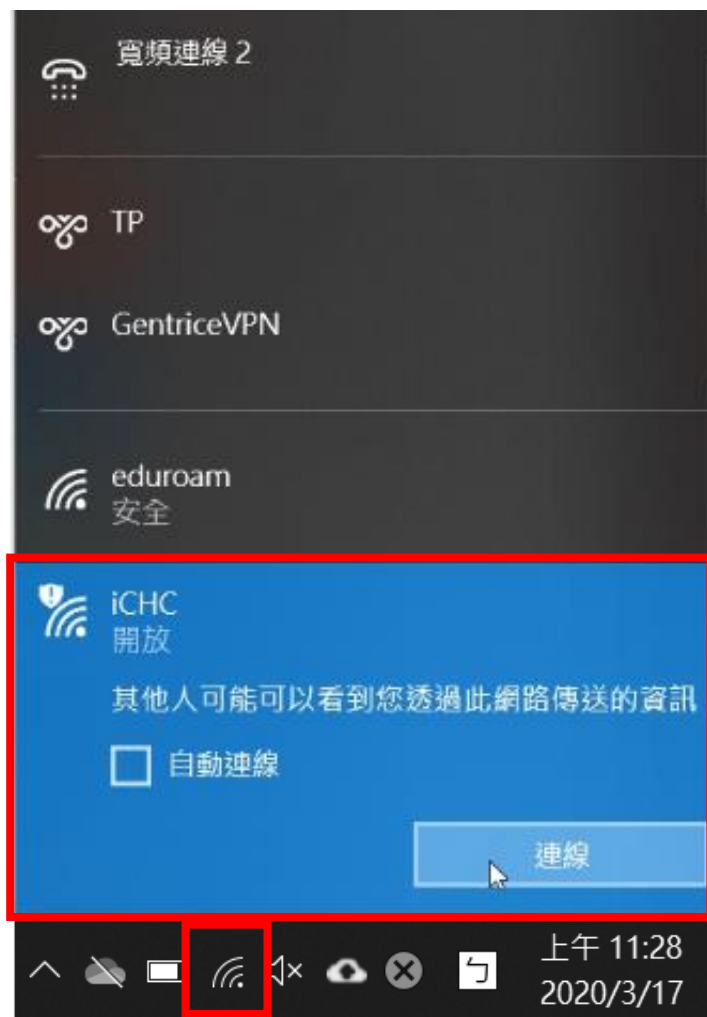 寬頻連線 2
TP
GentriceVPN
eduroam
安全
iCHC
開放
其他人可能可以看到您透過此網路傳送的資訊
自動連線
連線
ㄅ
上午 11:28
2020/3/17